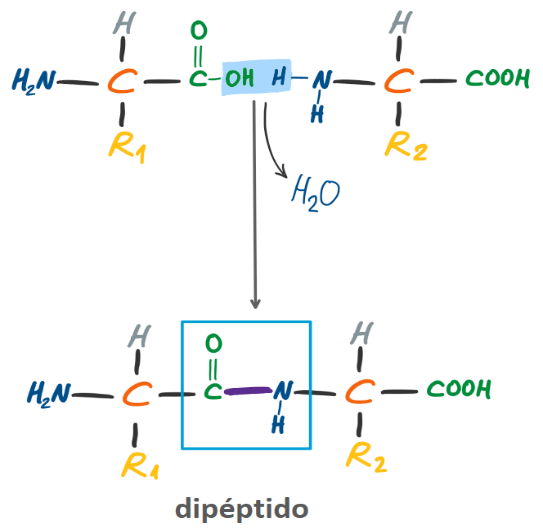 H H
O
H₂N C C OH H N C COOH
H
R₁ R₂
H₂O
H H
O
H₂N C C N C COOH
H
R₁ R₂
dipéptido